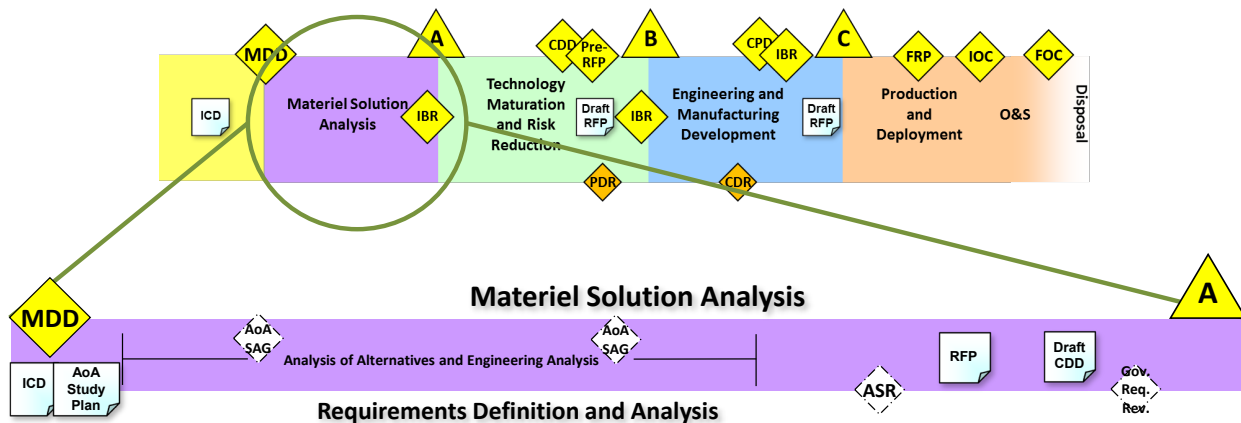 A
B
C
MDD
CDD
Pre-
RFP
CPD
IBR
FRP
IOC
FOC
ICD
Materiel Solution
Analysis
IBR
Technology
Maturation
and Risk
Reduction
Draft
RFP
IBR
Engineering and
Manufacturing
Development
Draft
RFP
Production
and
Deployment
O&S
Disposal
PDR
CDR
Materiel Solution Analysis
A
MDD
AoA
SAG
Analysis of Alternatives and Engineering Analysis
AoA
SAG
ICD
AoA
Study
Plan
ASR
RFP
Draft
CDD
Gov.
Req.
Rev.
Requirements Definition and Analysis